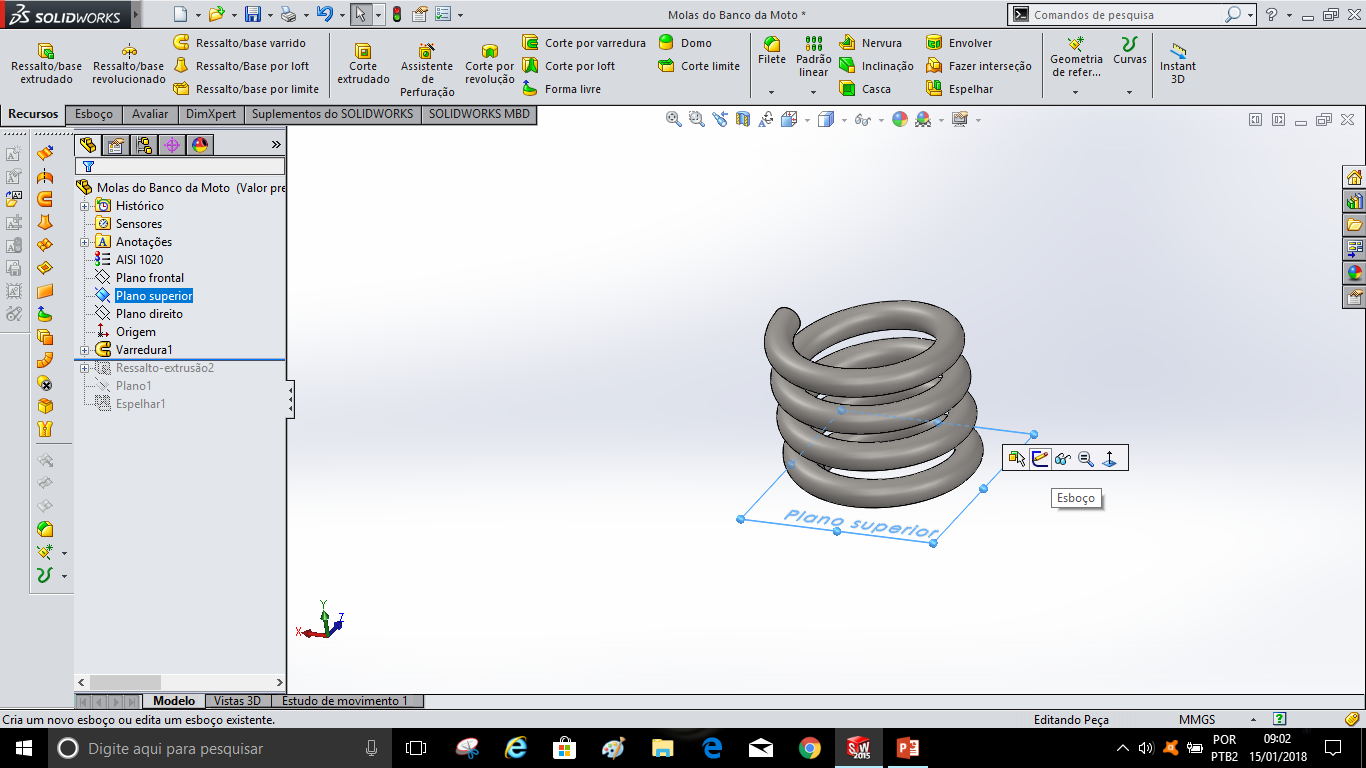 SOLIDWORKS
Molas do Banco da Moto *
Comandos de pesquisa
Ressalto/base extrudado
Ressalto/base revolucionado
Ressalto/base varrido
Ressalto/Base por loft
Ressalto/base por limite
Corte extrudado
Assistente de Perfuração
Corte por revolução
Corte por varredura
Corte por loft
Forma livre
Domo
Corte limite
Filete
Padrão linear
Nervura
Inclinação
Casca
Envolver
Fazer interseção
Espelhar
Geometria de refer...
Curvas
Instant 3D
Recursos
Esboço
Avaliar
DimXpert
Suplementos do SOLIDWORKS
SOLIDWORKS MBD
Molas do Banco da Moto (Valor pre
Histórico
Sensores
Anotações
AISI 1020
Plano frontal
Plano superior
Plano direito
Origem
Varredura1
Ressalto-extrusão2
Plano1
Espelhar1
Esboço
Plano superior
Y
Z
X
Modelo
Vistas 3D
Estudo de movimento 1
Cria um novo esboço ou edita um esboço existente.
Editando Peça
MMGS
Digite aqui para pesquisar
SW
2015
POR
PTB2
09:02
15/01/2018